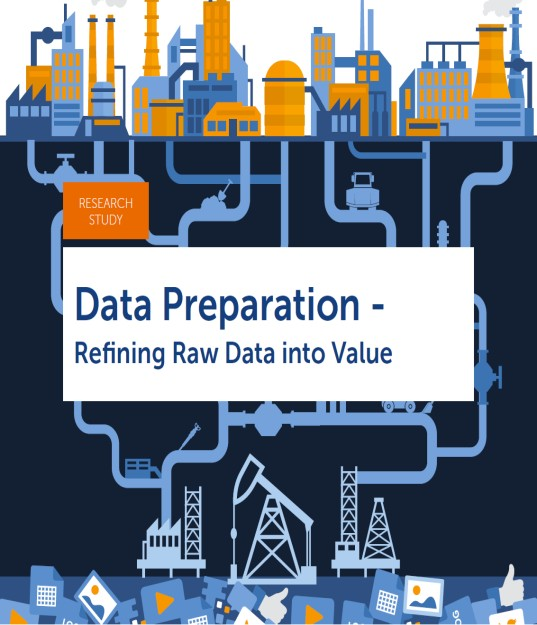 RESEARCH
STUDY
Data Preparation -
Refining Raw Data into Value